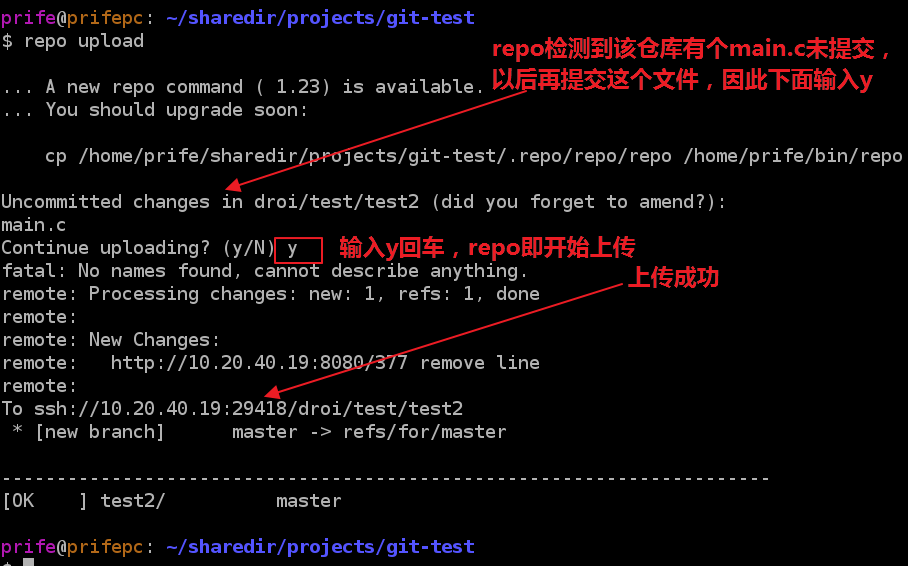 prife@prifepc: ~/sharedir/projects/git-test
$ repo upload
repo检测到该仓库有个main.c未提交，
以后再提交这个文件，因此下面输入y
... A new repo command ( 1.23) is available.
... You should upgrade soon:
cp /home/prife/sharedir/projects/git-test/.repo/repo/repo /home/prife/bin/repo
Uncommitted changes in droi/test/test2 (did you forget to amend?):
main.c
Continue uploading? (y/N) y
输入y回车，repo即开始上传
fatal: No names found, cannot describe anything.
上传成功
remote: Processing changes: new: 1, refs: 1, done
remote:
remote: New Changes:
remote:   http://10.20.40.19:8080/377 remove line
remote:
To ssh://10.20.40.19:29418/droi/test/test2
 * [new branch]      master -> refs/for/master
----------------------------------------------------------------------
[OK    ] test2/          master
prife@prifepc: ~/sharedir/projects/git-test
$